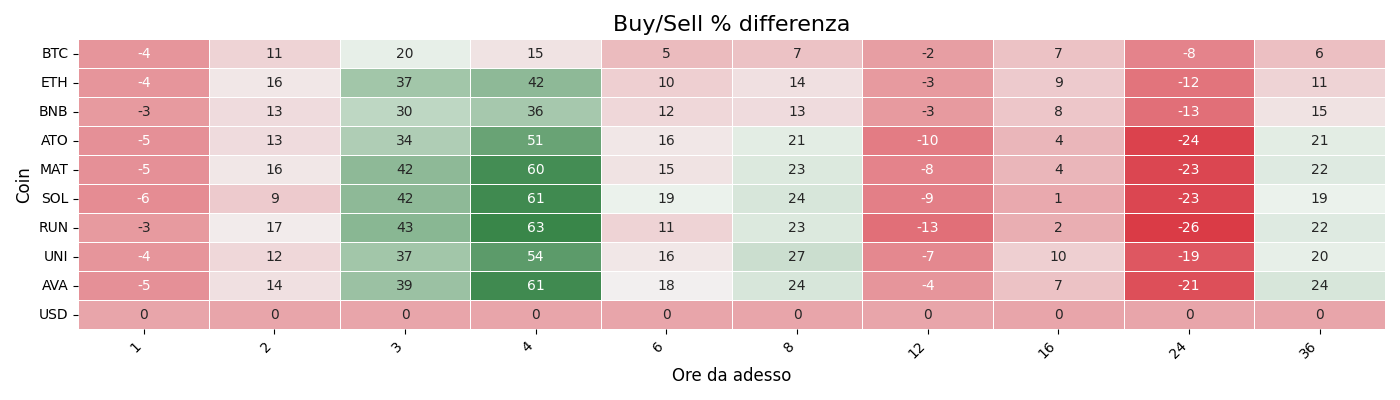 Buy/Sell % differenza
Coin
BTC -4 11 20 15 5 7 -2 7 -8 6
ETH -4 16 37 42 10 14 -3 9 -12 11
BNB -3 13 30 36 12 13 -3 8 -13 15
ATO -5 13 34 51 16 21 -10 4 -24 21
MAT -5 16 42 60 15 23 -8 4 -23 22
SOL -6 9 42 61 19 24 -9 1 -23 19
RUN -3 17 43 63 11 23 -13 2 -26 22
UNI -4 12 37 54 16 27 -7 10 -19 20
AVA -5 14 39 61 18 24 -4 7 -21 24
USD 0 0 0 0 0 0 0 0 0 0
1 2 3 4 6 8 12 16 24 36
Ore da adesso